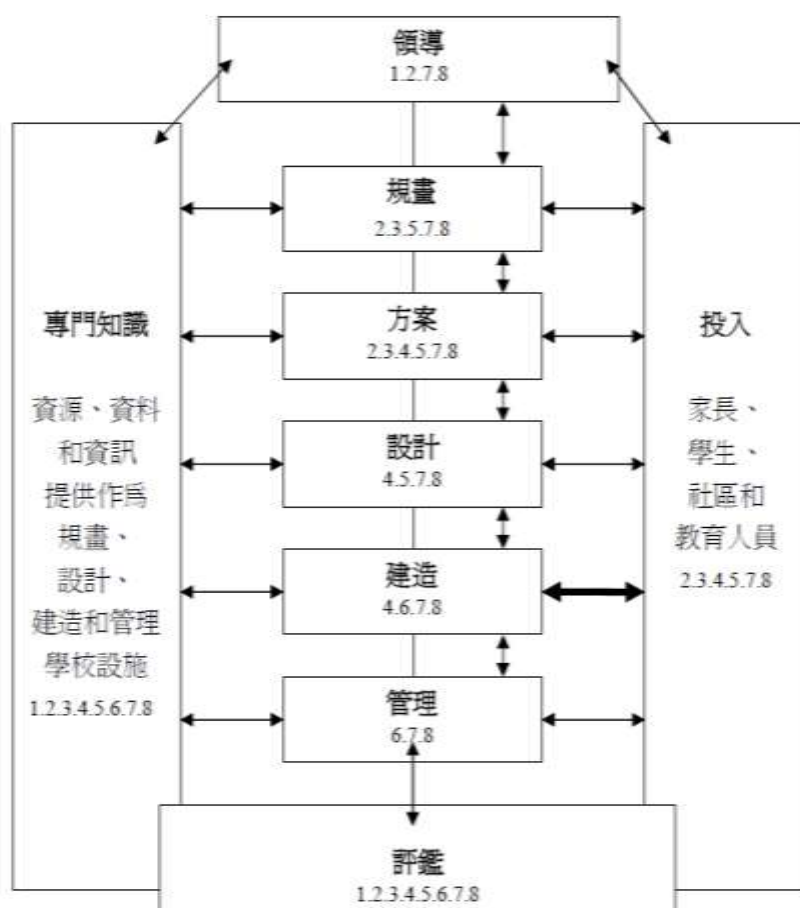 領導
1.2.7.8
規畫
2.3.5.7.8
方案
2.3.4.5.7.8
設計
4.5.7.8
建造
4.6.7.8
管理
6.7.8
專門知識
資源、資料
和資訊
提供作爲
規畫、
設計、
建造和管理
學校設施
1.2.3.4.5.6.7.8
投入
家長、
學生、
社區和
教育人員
2.3.4.5.7.8
評鑑
1.2.3.4.5.6.7.8